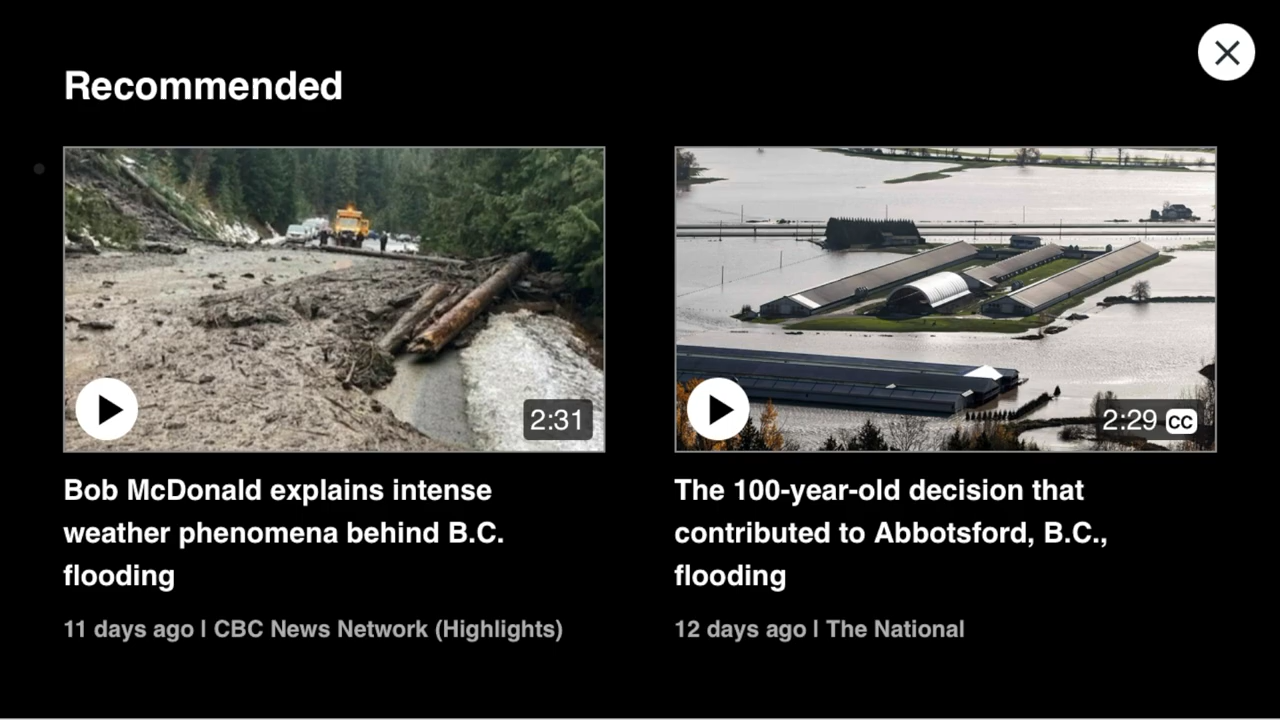 Recommended
2:31
2:29 CC
Bob McDonald explains intense
weather phenomena behind B.C.
flooding
11 days ago | CBC News Network (Highlights)
The 100-year-old decision that
contributed to Abbotsford, B.C.,
flooding
12 days ago | The National